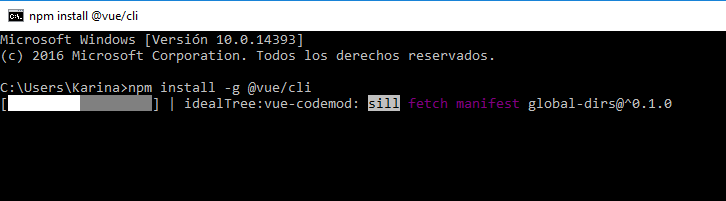 npm install @vue/cli
Microsoft Windows [Versión 10.0.14393]
(c) 2016 Microsoft Corporation. Todos los derechos reservados.
C:\Users\Karina>npm install -g @vue/cli
[                  ] | idealTree:vue-codemod: sill fetch manifest global-dirs@^0.1.0